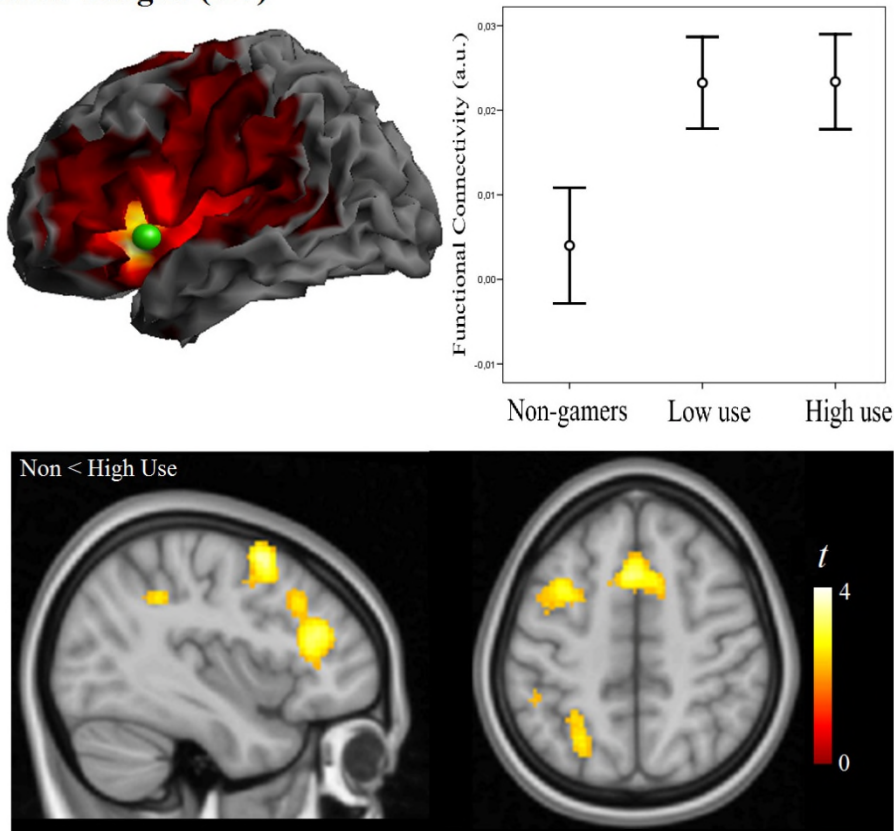 0,03
0,02
0,01
0,00
-0,01
Functional Connectivity (a.u.)
Non-gamers Low use High use
Non < High Use
t
4
0